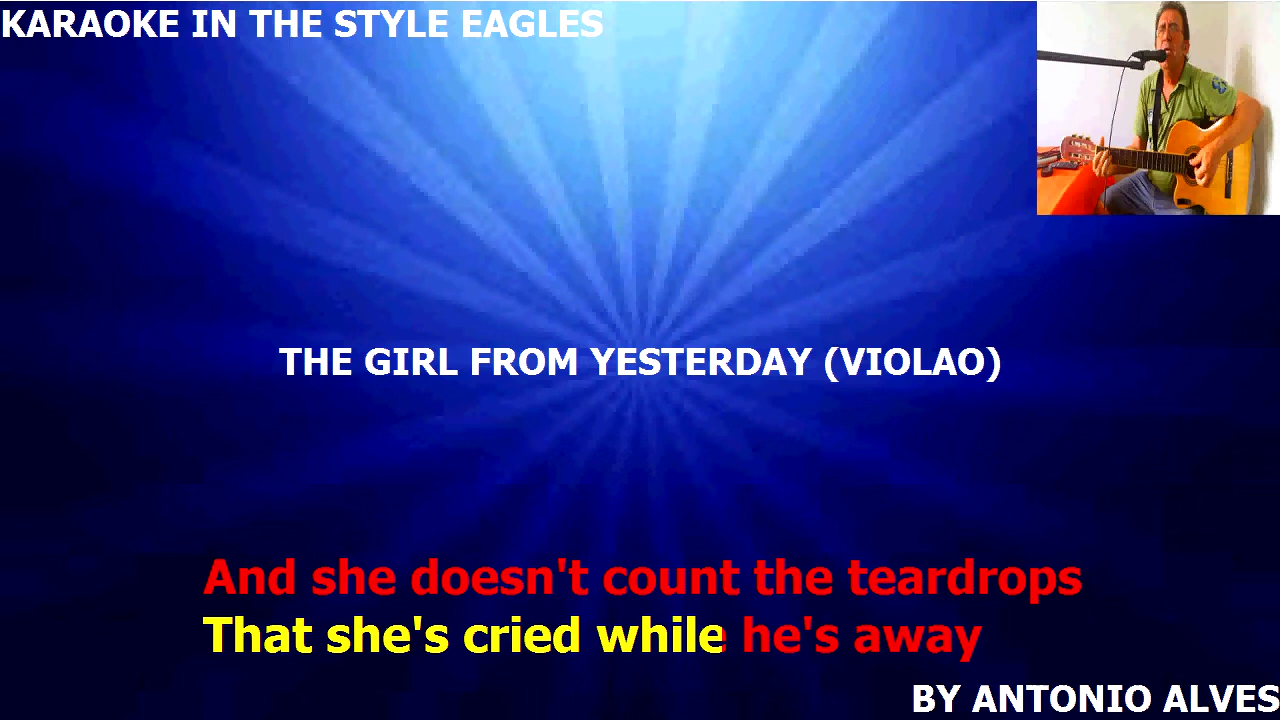 KARAOKE IN THE STYLE EAGLES
THE GIRL FROM YESTERDAY (VIOLAO)
And she doesn't count the teardrops
That she's cried while he's away
BY ANTONIO ALVES